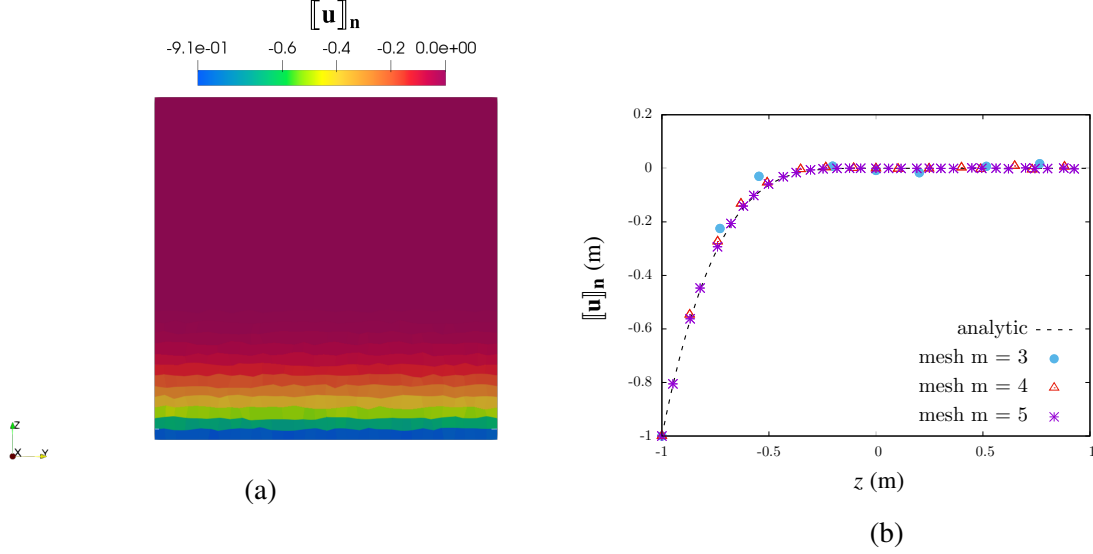 ⟦u⟧n
-9.1e-01 -0.6 -0.4 -0.2 0.0e+00
Z
X
Y
(a)
0.2
0
-0.2
-0.4
-0.6
-0.8
-1
-1 -0.5 0 0.5 1
⟦u⟧n (m)
z (m)
analytic
mesh m = 3
mesh m = 4
mesh m = 5
(b)